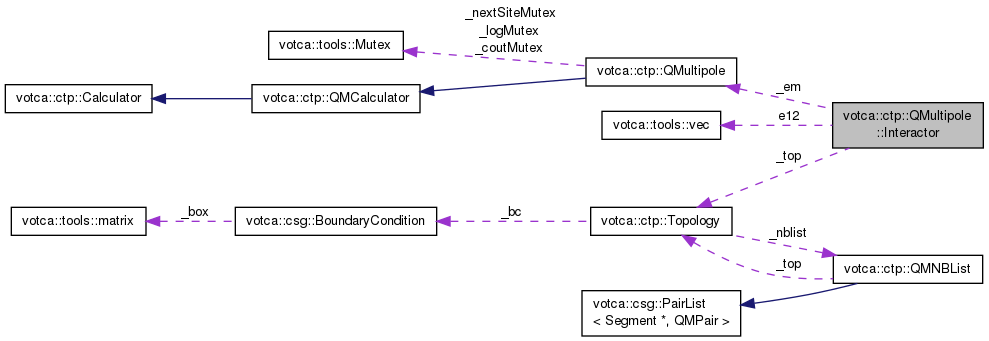 _nextSiteMutex
_logMutex
_coutMutex
votca::tools::Mutex
votca::ctp::QMultipole
votca::ctp::Calculator
votca::ctp::QMCalculator
_em
votca::ctp::QMultipole
::Interactor
e12
votca::tools::vec
_top
votca::tools::matrix
_box
votca::csg::BoundaryCondition
_bc
votca::ctp::Topology
_nblist
_top
votca::ctp::QMNBList
votca::csg::PairList
< Segment *, QMPair >